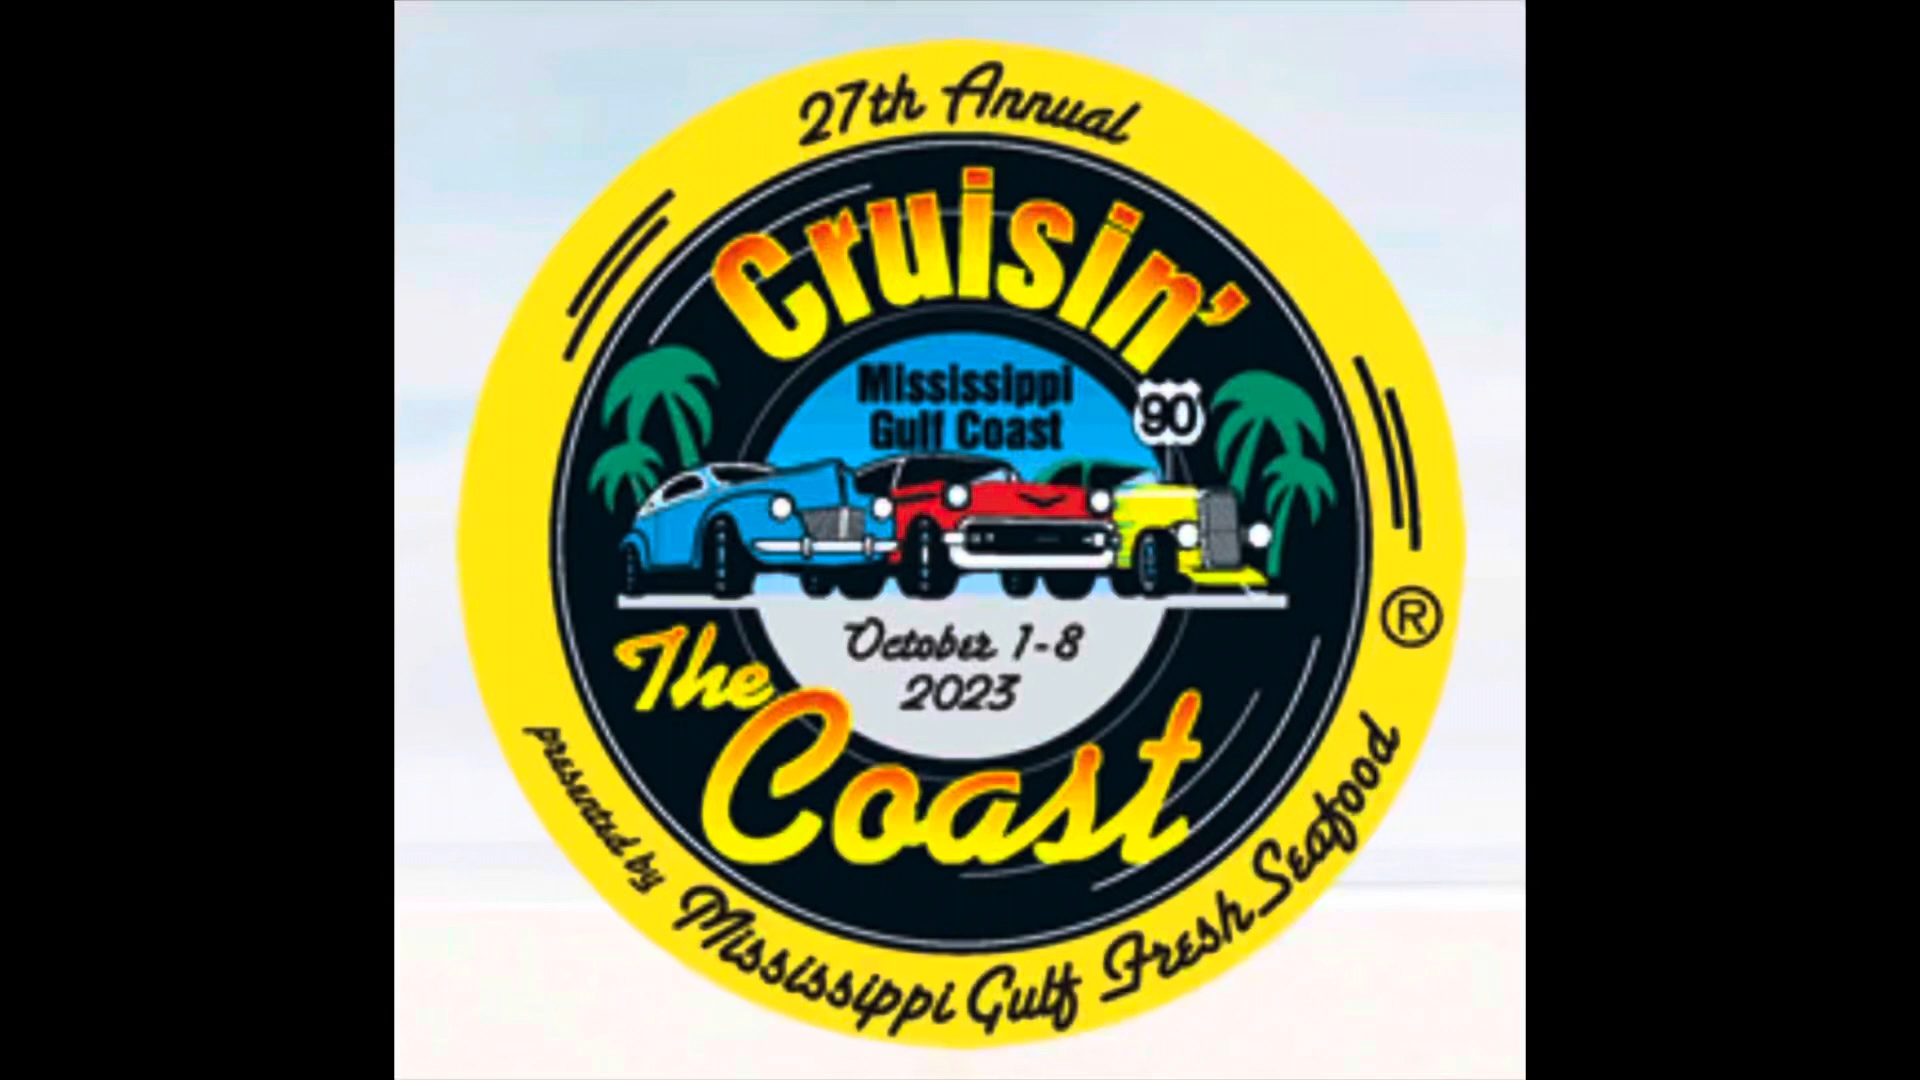 27th Annual
Cruisin'
Mississippi
Gulf Coast
90
October 1-8
2023
The
Coast
®
presented by
Mississippi Gulf Fresh Seafood